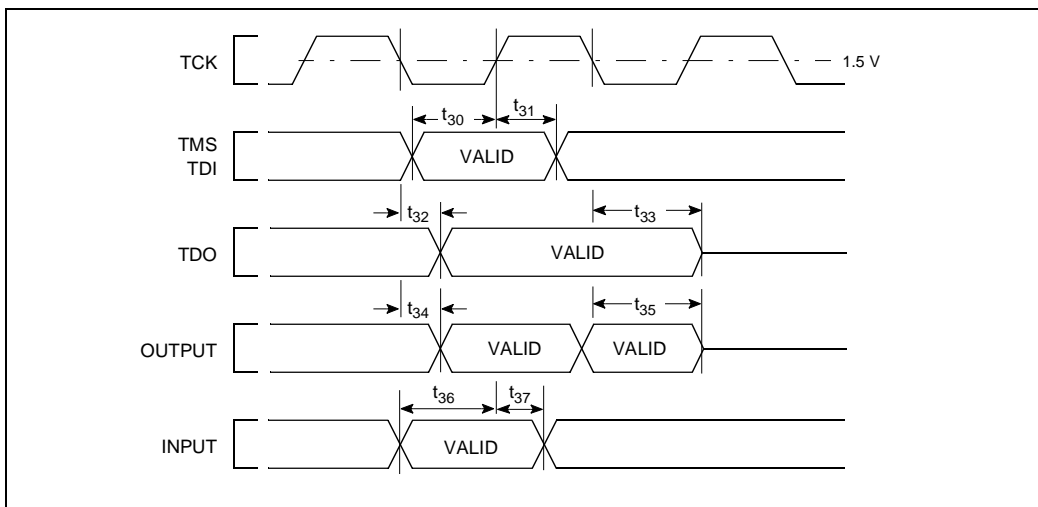 TCK
1.5 V
t30 t31
TMS
TDI
VALID
t32 t33
TDO
VALID
t34 t35
OUTPUT
VALID VALID
t36 t37
INPUT
VALID